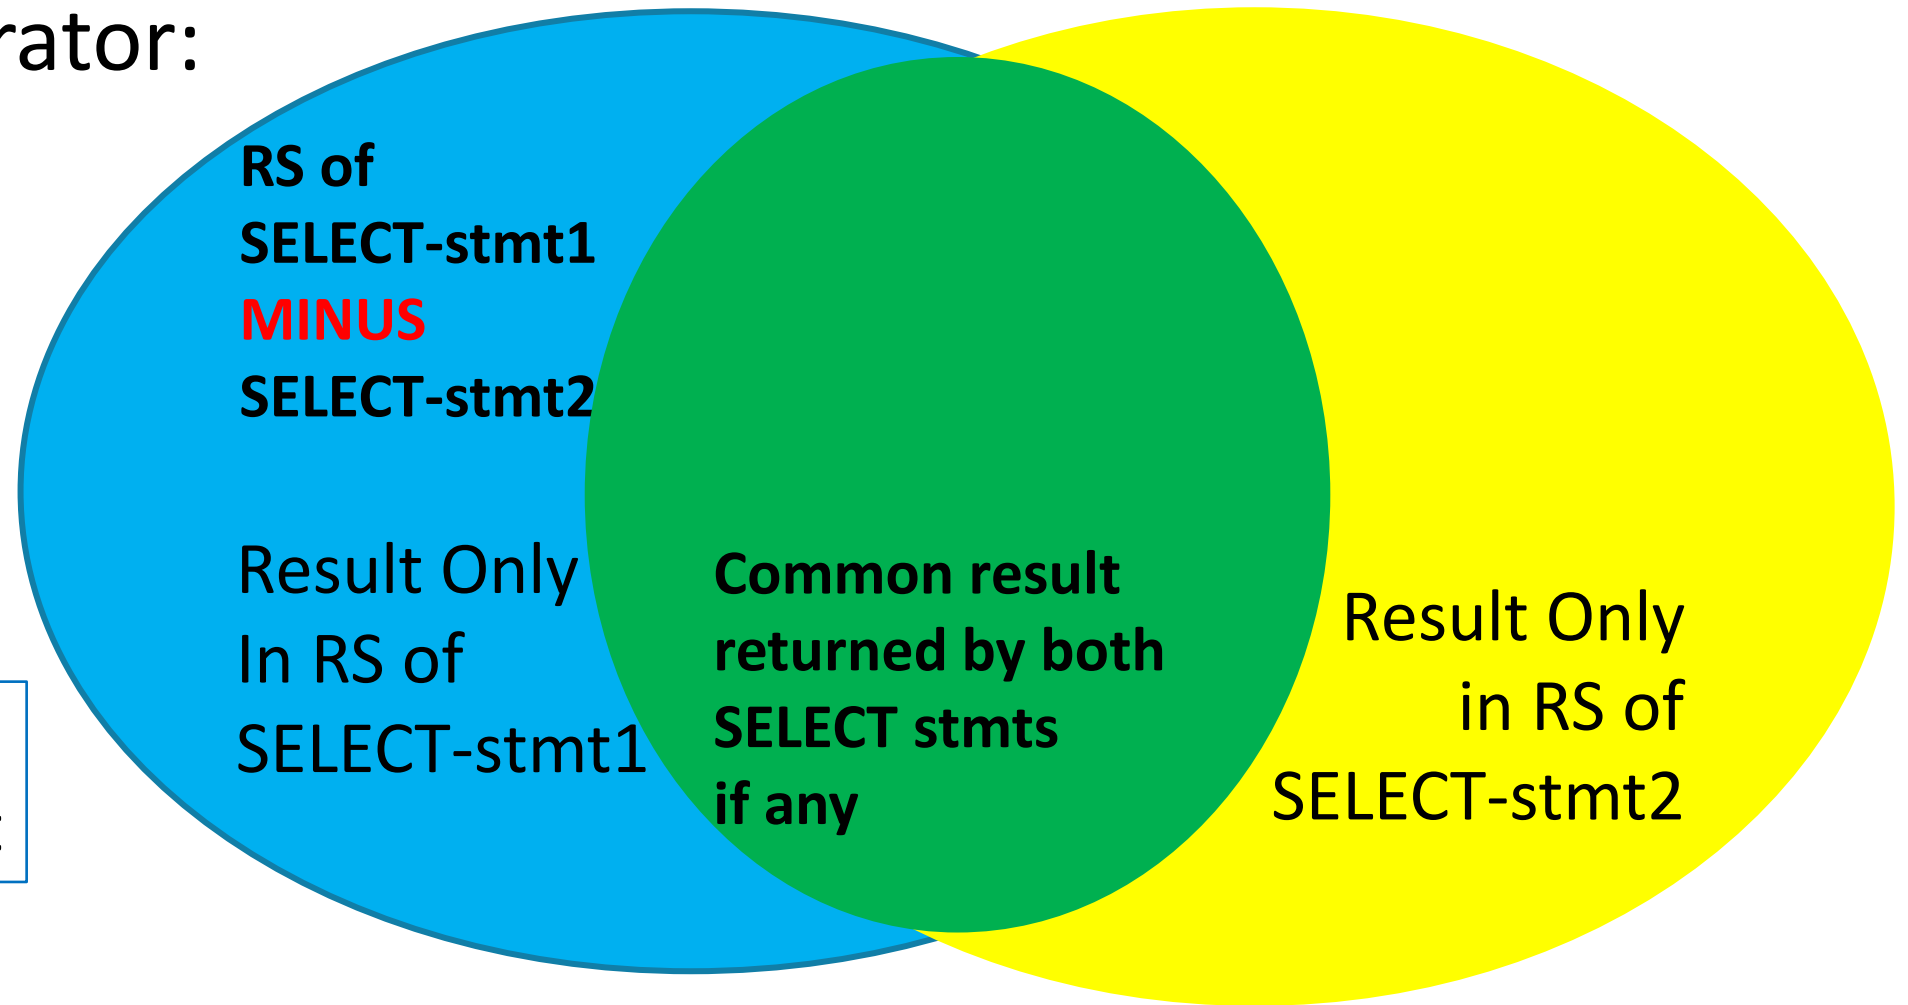 rator:
RS of
SELECT-stmt1
MINUS
SELECT-stmt2
Result Only
In RS of
SELECT-stmt1
Common result
returned by both
SELECT stmts
if any
Result Only
in RS of
SELECT-stmt2